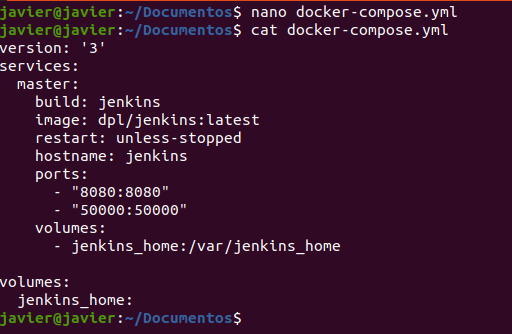 javier@javier:~/Documentos$ nano docker-compose.yml
javier@javier:~/Documentos$ cat docker-compose.yml
version: '3'
services:
  master:
    build: jenkins
    image: dpl/jenkins:latest
    restart: unless-stopped
    hostname: jenkins
    ports:
      - "8080:8080"
      - "50000:50000"
    volumes:
      - jenkins_home:/var/jenkins_home

volumes:
  jenkins_home:
javier@javier:~/Documentos$